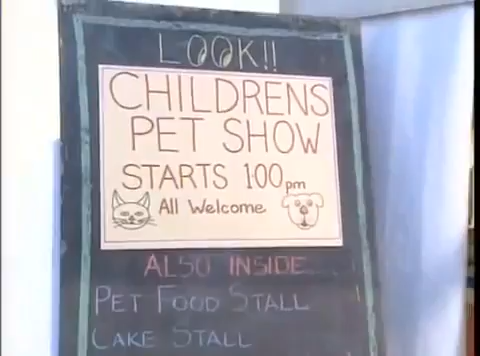 LOOK!!
CHILDRENS
PET SHOW
STARTS 1:00pm
All Welcome
ALSO INSIDE
PET FOOD STALL
CAKE STALL